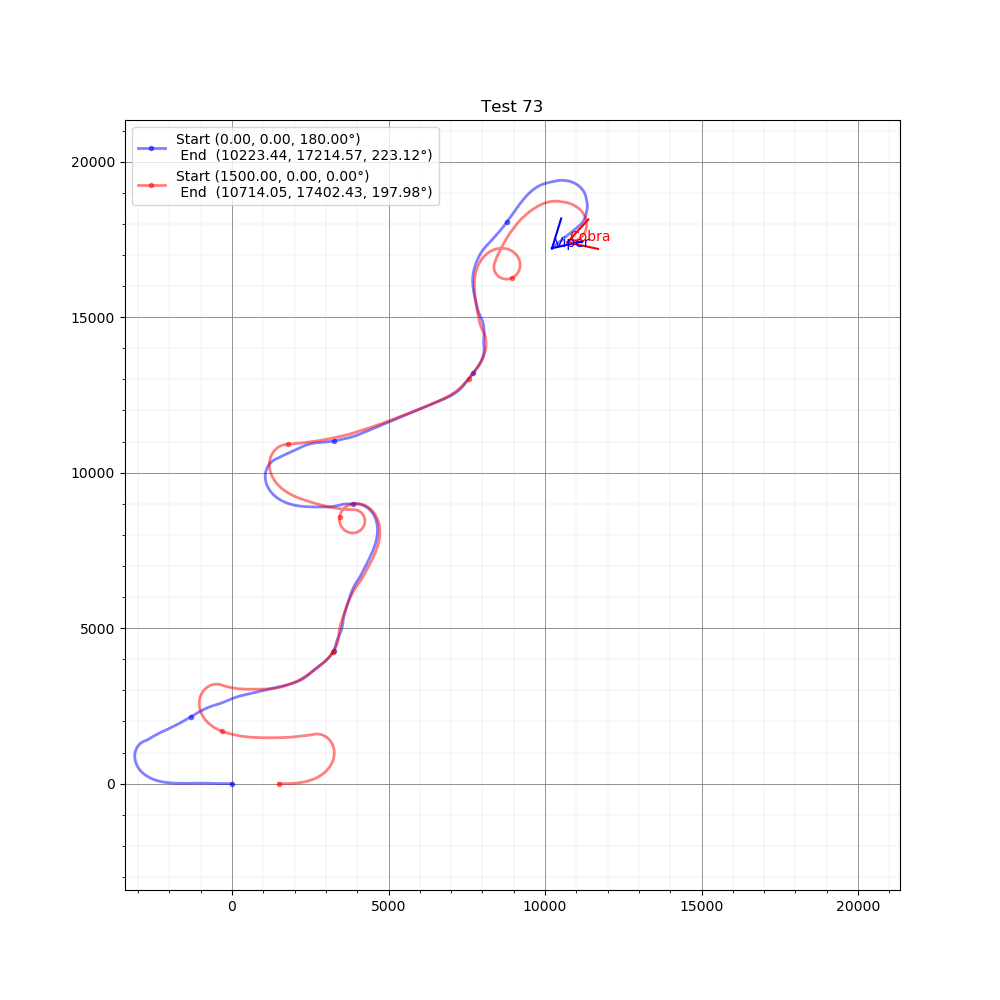 Test 73
Start (0.00, 0.00, 180.00°)
End (10223.44, 17214.57, 223.12°)
Start (1500.00, 0.00, 0.00°)
End (10714.05, 17402.43, 197.98°)
20000
15000
10000
5000
0
Viper
Cobra
0
5000
10000
15000
20000